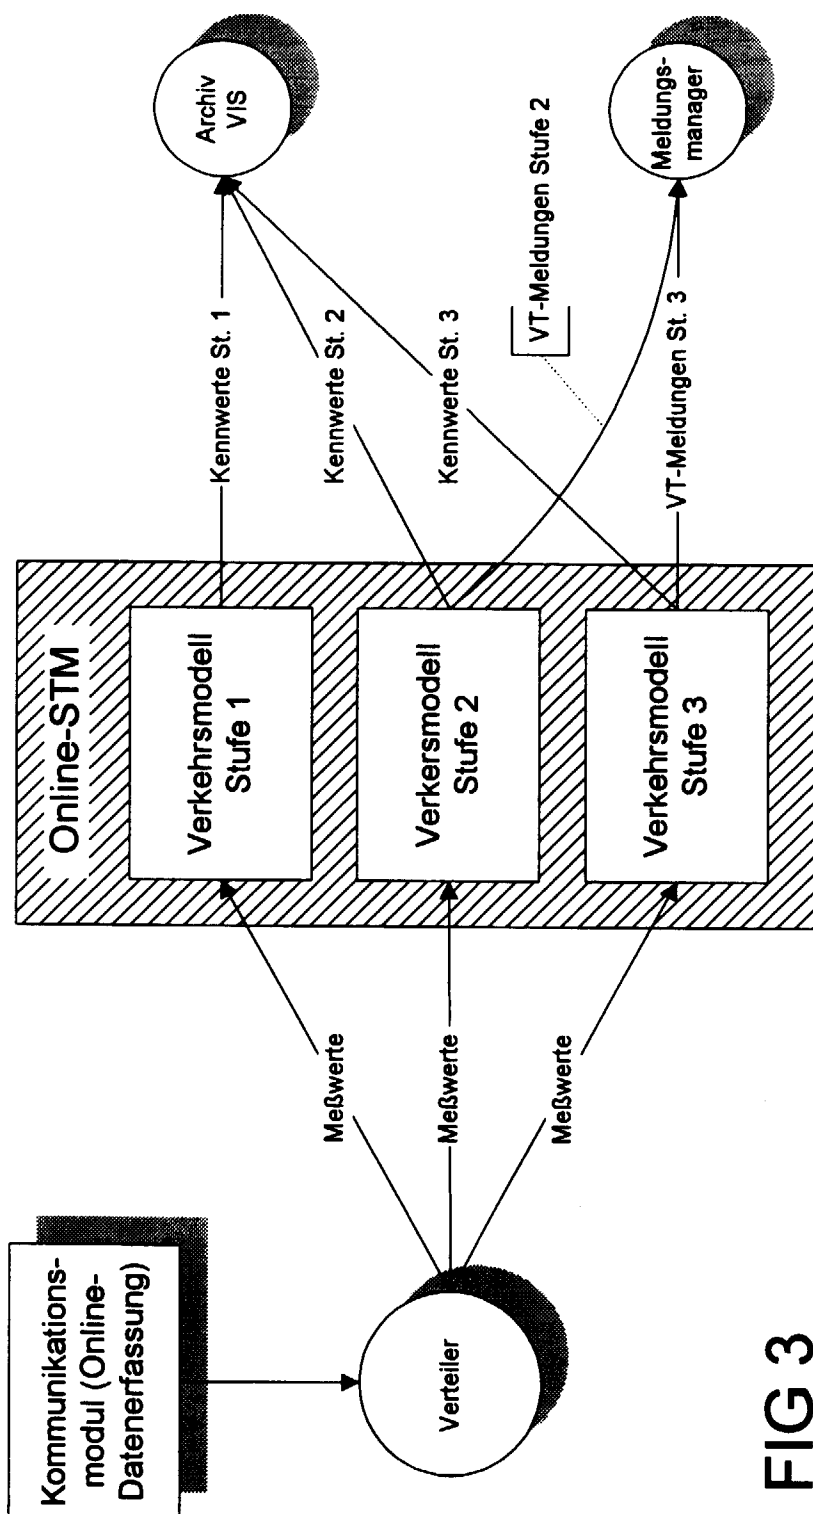 Kommunikations-
modul (Online-
Datenerfassung)
Verteiler
Meßwerte
Meßwerte
Meßwerte
Online-STM
Verkehrsmodell
Stufe 1
Verkersmodell
Stufe 2
Verkehrsmodell
Stufe 3
Kennwerte St. 1
Kennwerte St. 2
Kennwerte St. 3
VT-Meldungen Stufe 2
VT-Meldungen St. 3
Archiv
VIS
Meldungs-
manager
FIG 3